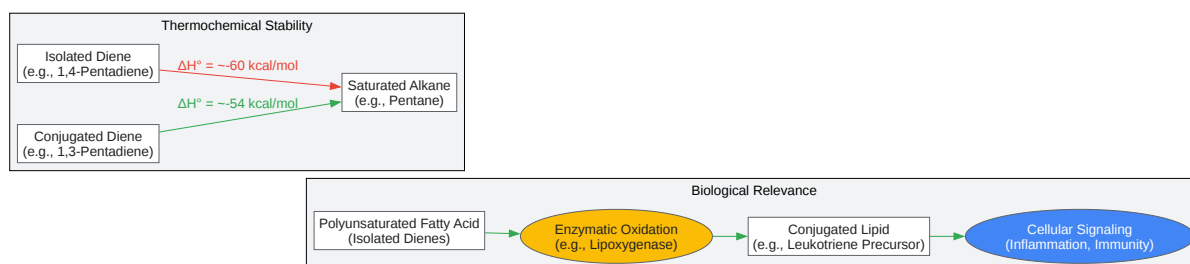 Thermochemical Stability
Isolated Diene
(e.g., 1,4-Pentadiene)
ΔH° = ~-60 kcal/mol
Saturated Alkane
(e.g., Pentane)
ΔH° = ~-54 kcal/mol
Conjugated Diene
(e.g., 1,3-Pentadiene)
Biological Relevance
Polyunsaturated Fatty Acid
(Isolated Dienes)
Enzymatic Oxidation
(e.g., Lipoxygenase)
Conjugated Lipid
(e.g., Leukotriene Precursor)
Cellular Signaling
(Inflammation, Immunity)